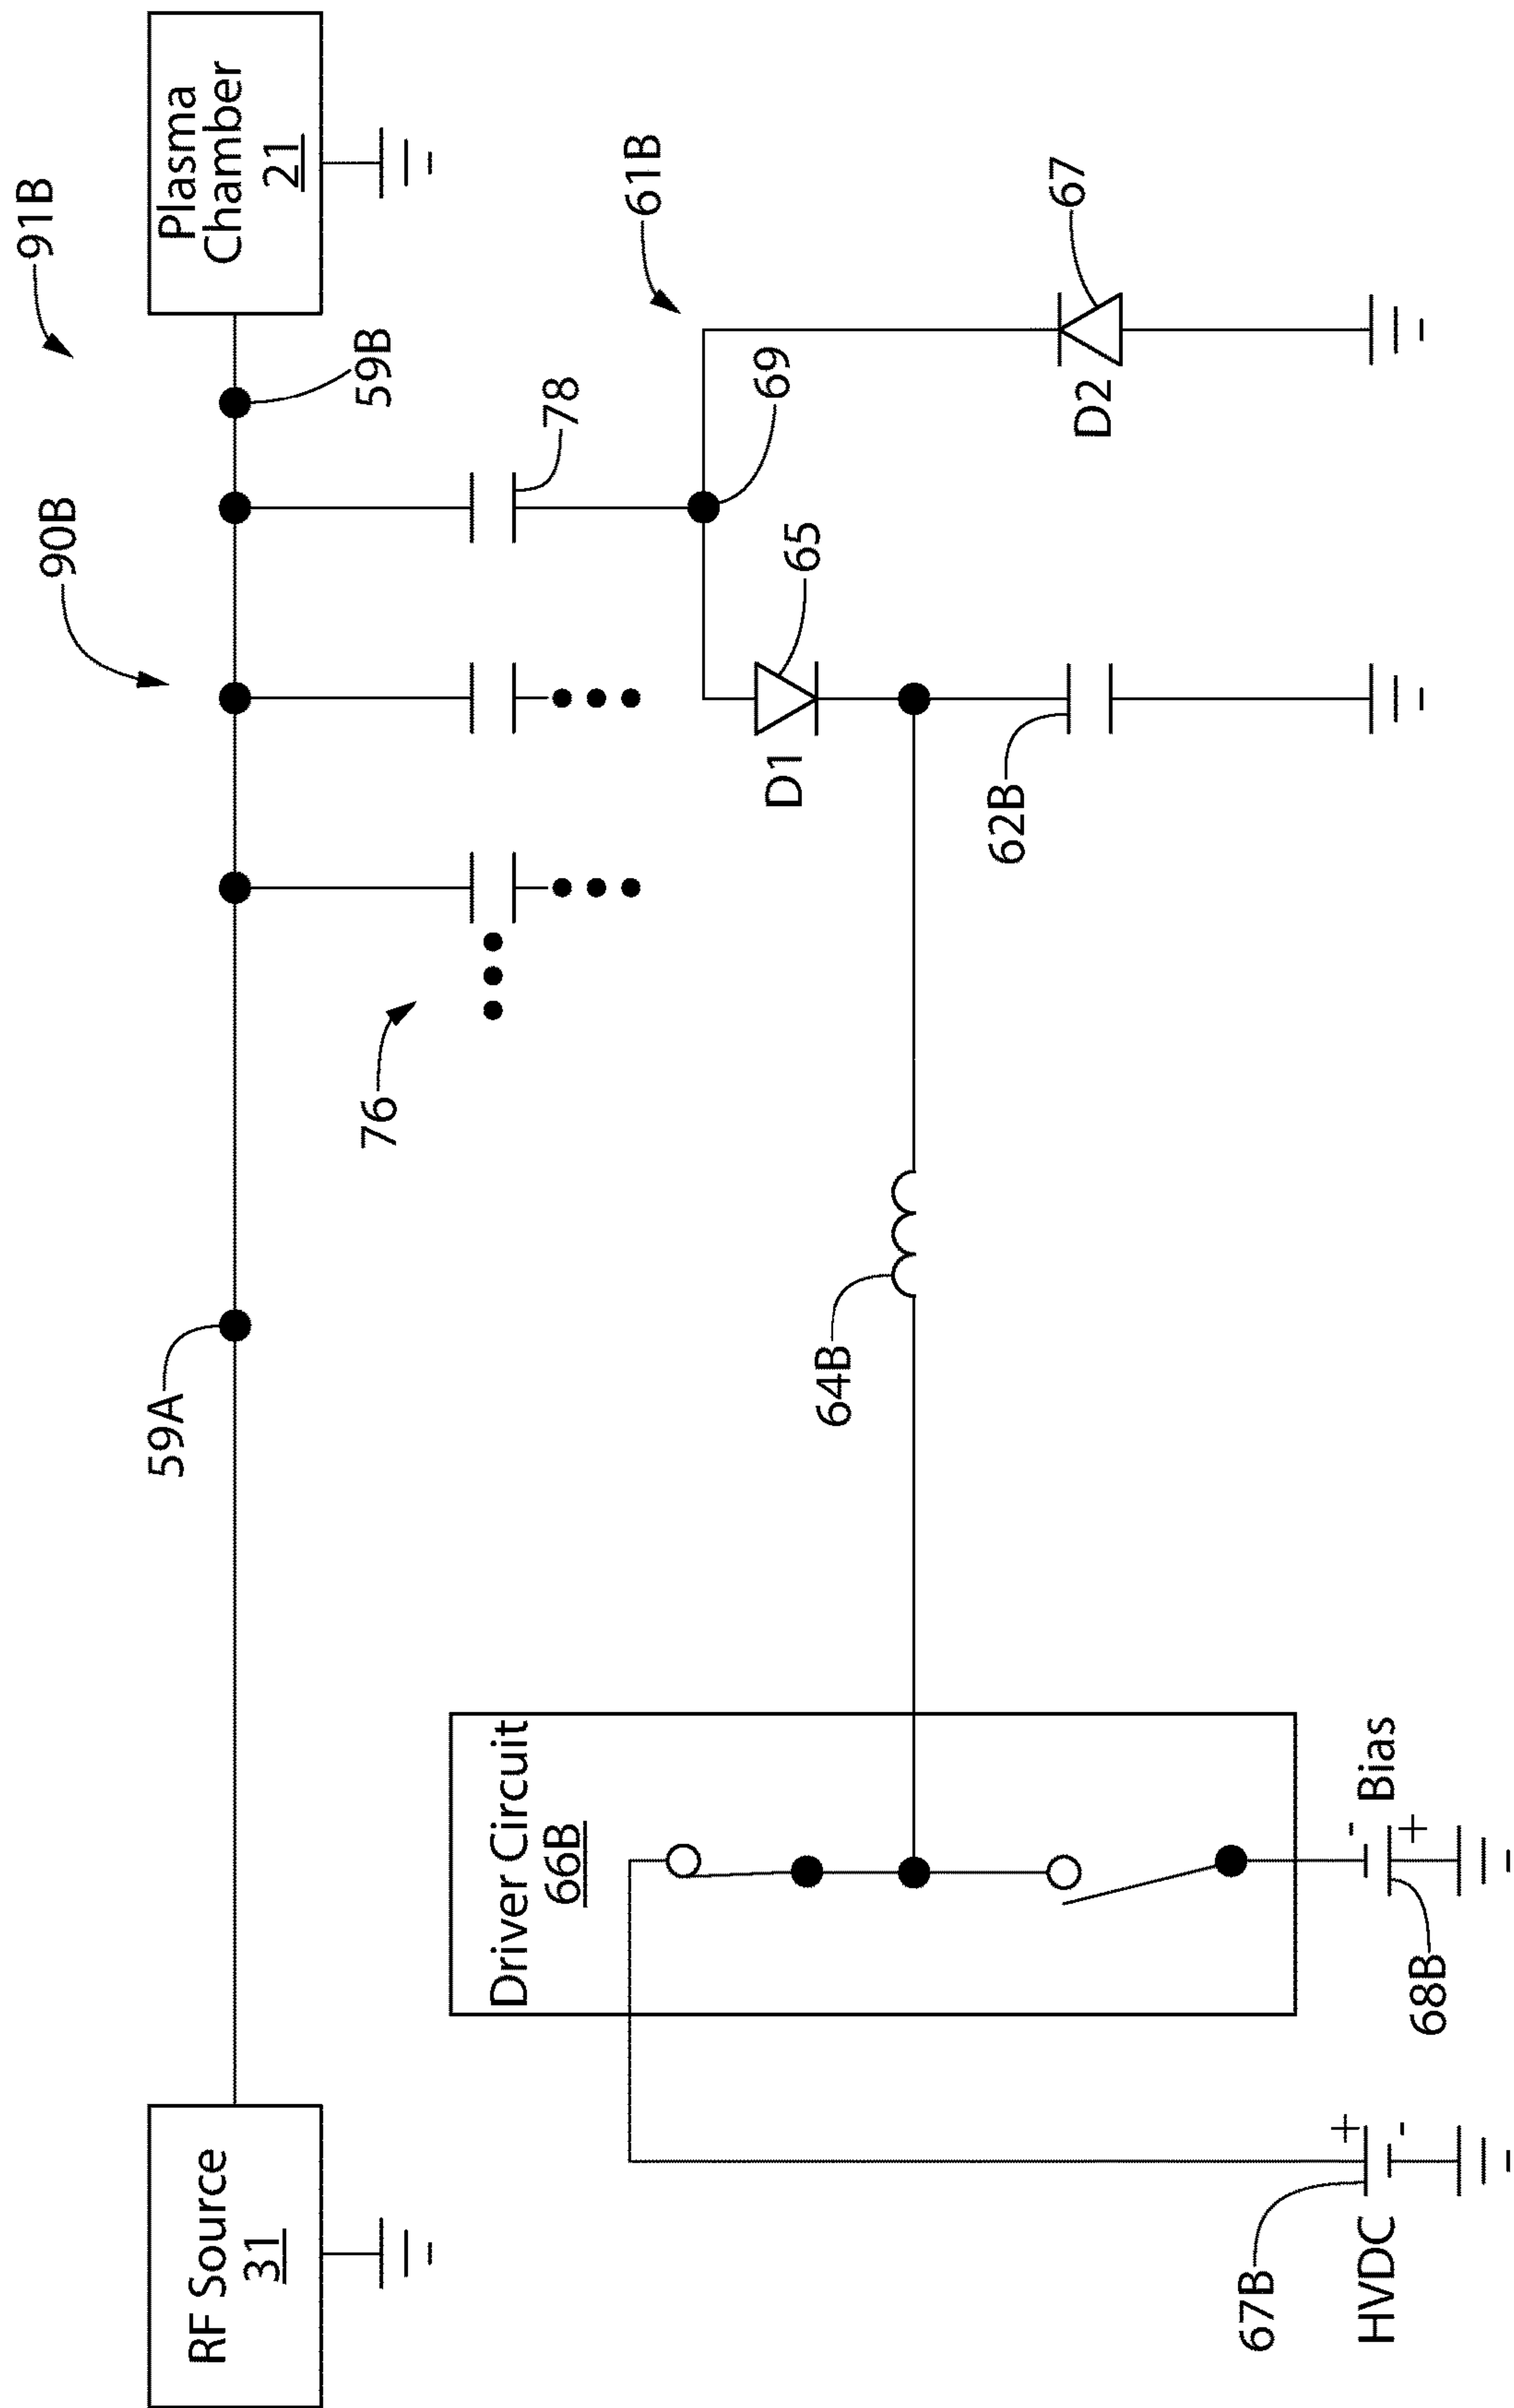 91B
90B
Plasma
Chamber
21
59B
59A
RF Source
31
76
78
61B
69
65
D1
67
D2
62B
64B
Driver Circuit
66B
+
-
HVDC
67B
-
+
Bias
68B